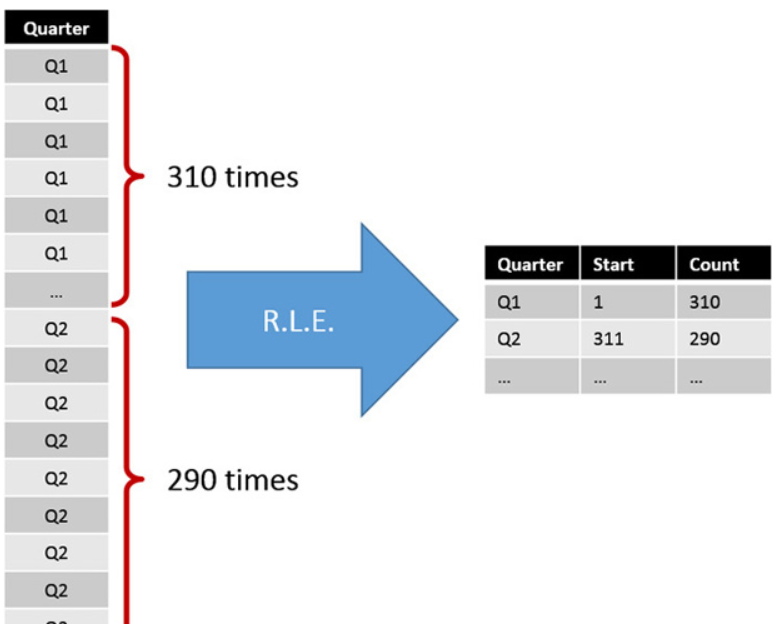 Quarter
Q1
Q1
Q1
Q1
Q1
Q1
...
Q2
Q2
Q2
Q2
Q2
Q2
Q2
Q2
310 times
290 times
R.L.E.
Quarter Start Count
Q1 1 310
Q2 311 290
... ... ...